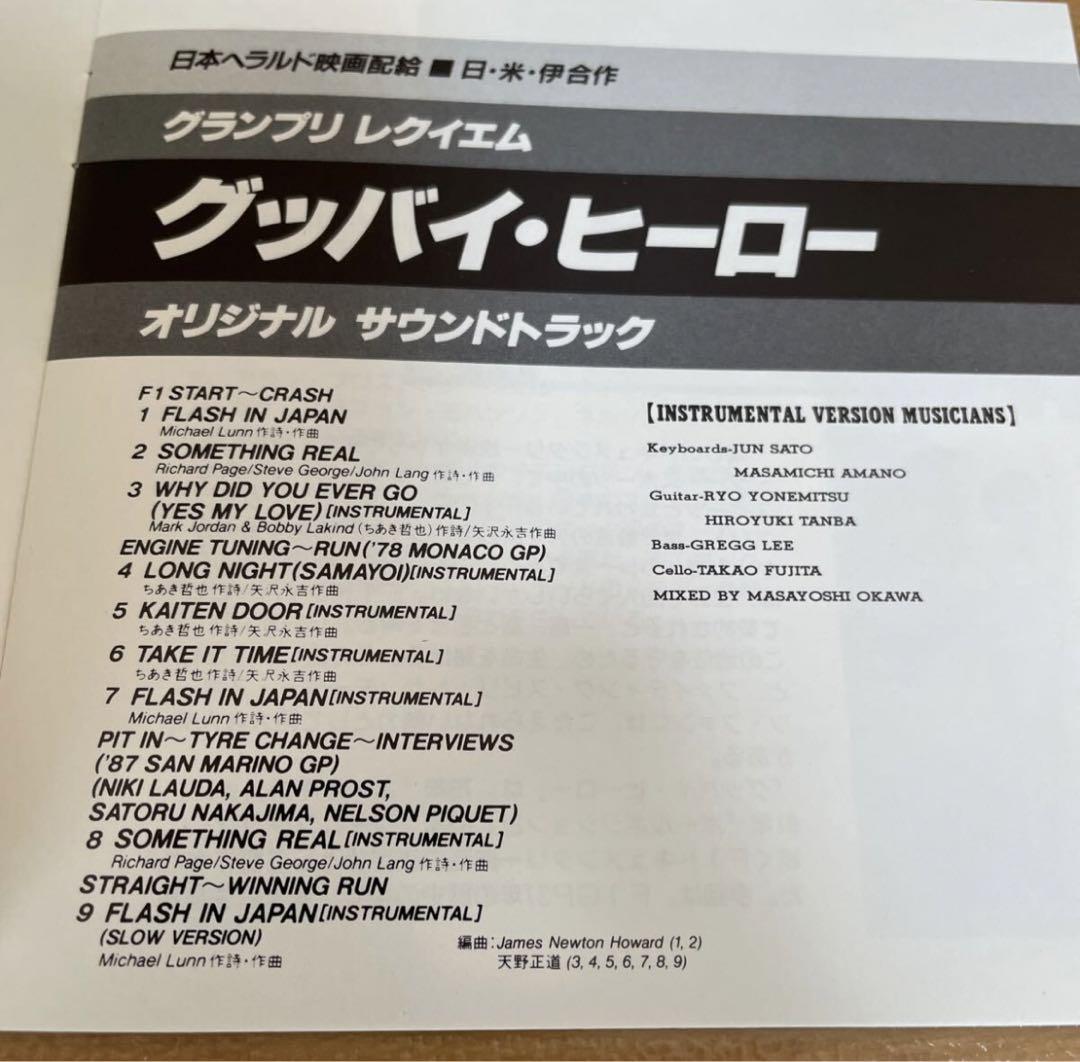 日本ヘラルド映画配給 ■ 日・米・伊合作
グランプリ レクイエム
グッバイ・ヒーロー
オリジナル サウンドトラック
F1 START～CRASH
1 FLASH IN JAPAN
Michael Lunn 作詩・作曲
2 SOMETHING REAL
Richard Page/Steve George/John Lang 作詩・作曲
3 WHY DID YOU EVER GO
(YES MY LOVE)[INSTRUMENTAL]
Mark Jordan & Bobby Lakind (ちあき哲也) 作詩/矢沢永吉作曲
ENGINE TUNING～RUN('78 MONACO GP)
4 LONG NIGHT(SAMAYOI)[INSTRUMENTAL]
ちあき哲也 作詩/矢沢永吉作曲
5 KAITEN DOOR[INSTRUMENTAL]
ちあき哲也 作詩/矢沢永吉作曲
6 TAKE IT TIME[INSTRUMENTAL]
ちあき哲也 作詩/矢沢永吉作曲
7 FLASH IN JAPAN[INSTRUMENTAL]
Michael Lunn 作詩・作曲
PIT IN～TYRE CHANGE～INTERVIEWS
('87 SAN MARINO GP)
(NIKI LAUDA, ALAN PROST,
SATORU NAKAJIMA, NELSON PIQUET)
8 SOMETHING REAL[INSTRUMENTAL]
Richard Page/Steve George/John Lang 作詩・作曲
STRAIGHT～WINNING RUN
9 FLASH IN JAPAN[INSTRUMENTAL]
(SLOW VERSION)
Michael Lunn 作詩・作曲
編曲:James Newton Howard (1, 2)
天野正道 (3, 4, 5, 6, 7, 8, 9)
[INSTRUMENTAL VERSION MUSICIANS]
Keyboards-JUN SATO
MASAMICHI AMANO
Guitar-RYO YONEMITSU
HIROYUKI TANBA
Bass-GREGG LEE
Cello-TAKAO FUJITA
MIXED BY MASAYOSHI OKAWA